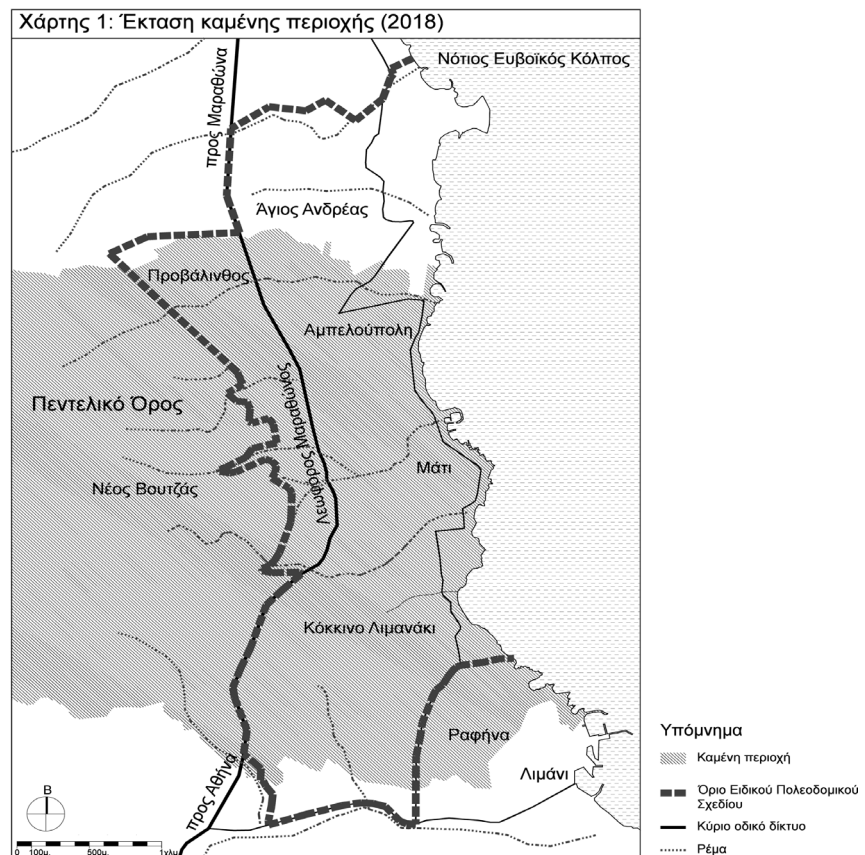 Χάρτης 1: Έκταση καμένης περιοχής (2018)
Νότιος Ευβοϊκός Κόλπος
προς Μαραθώνα
Άγιος Ανδρέας
Προβάλινθος
Αμπελούπολη
Λεωφόρος Μαραθώνος
Πεντελικό Όρος
Μάτι
Νέος Βουτζάς
Κόκκινο Λιμανάκι
Ραφήνα
Λιμάνι
προς Αθήνα
Β
0 100μ. 500μ. 1χλμ.
Υπόμνημα
Καμένη περιοχή
Όριο Ειδικού Πολεοδομικού
Σχεδίου
Κύριο οδικό δίκτυο
Ρέμα